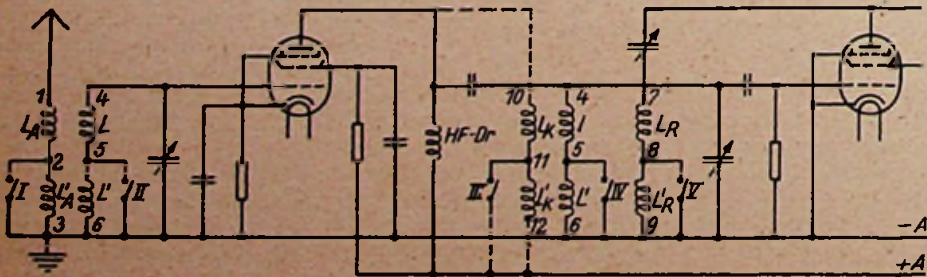 1 4 10 4 7
L_A L L_K l L_R
2 5 HF-Dr 11 5 8
I L'_A L' II III L'_K L' IV L'_R V
3 6 12 6 9
-A
+A